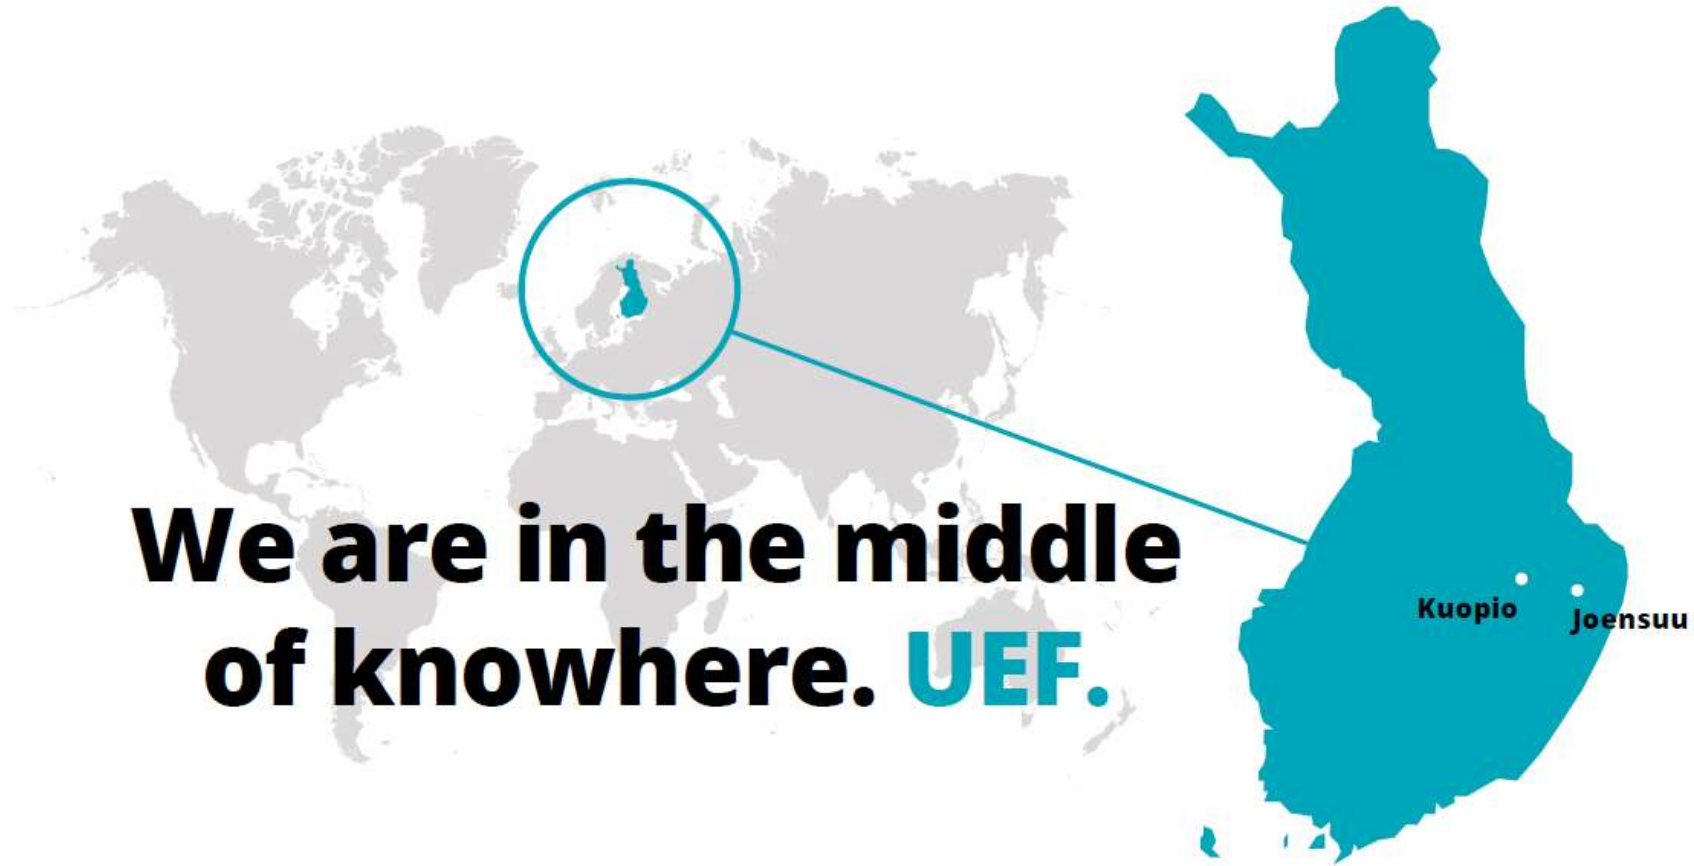 We are in the middle
of knowhere. UEF.
Kuopio
Joensuu